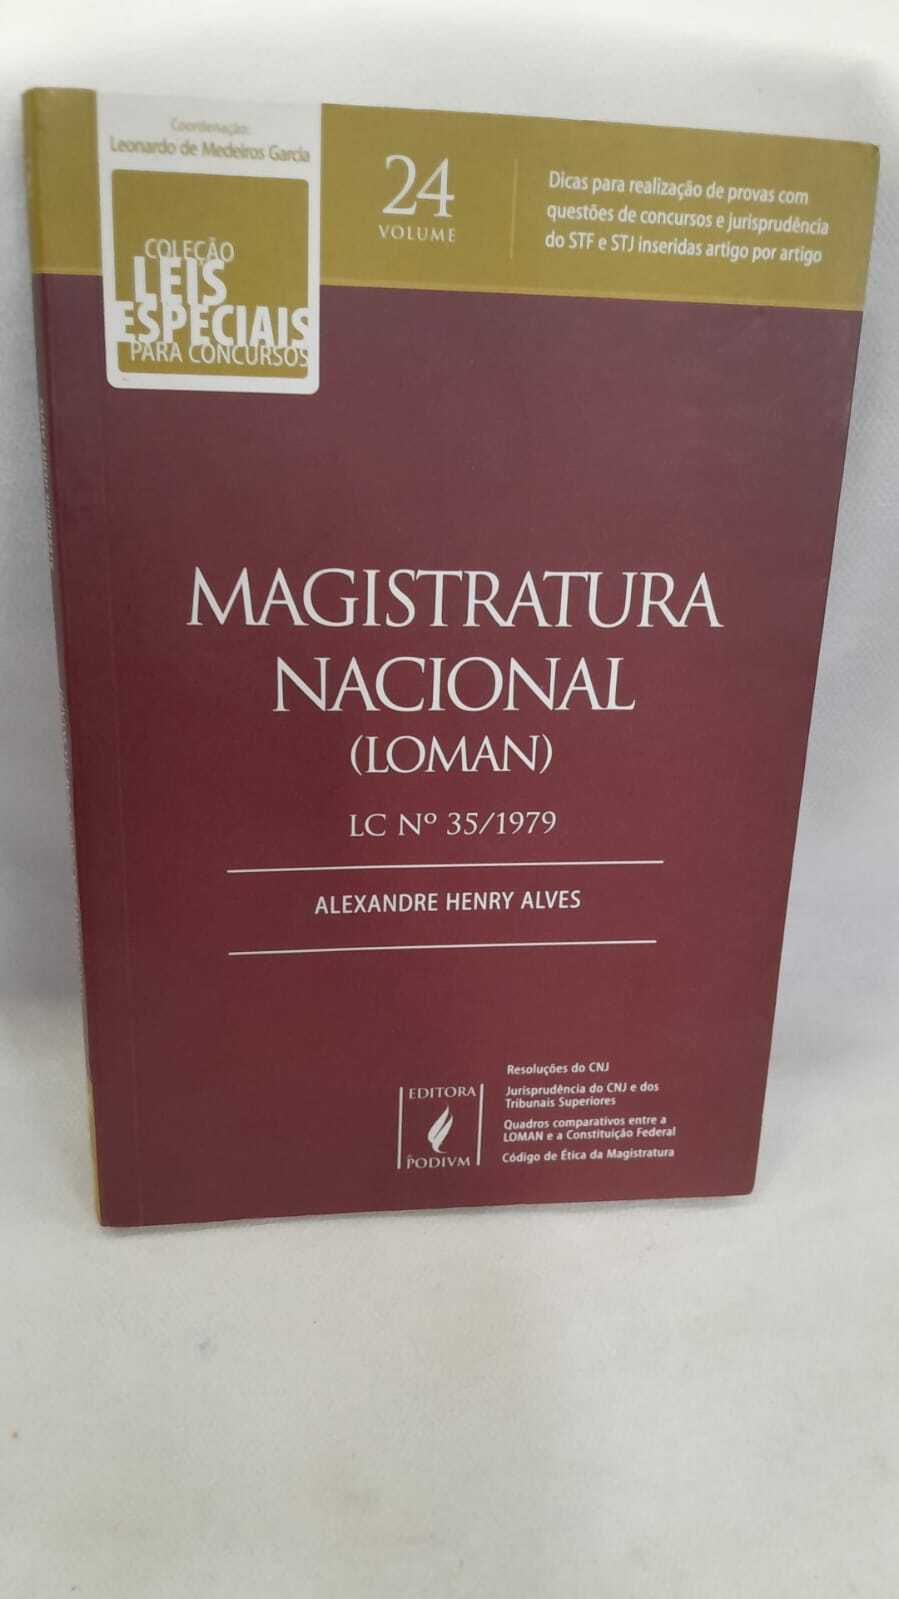 Coordenação:
Leonardo de Medeiros Garcia
COLEÇÃO
LEIS
ESPECIAIS
PARA CONCURSOS
24
VOLUME
Dicas para realização de provas com
questões de concursos e jurisprudência
do STF e STJ inseridas artigo por artigo
MAGISTRATURA
NACIONAL
(LOMAN)
LC Nº 35/1979
ALEXANDRE HENRY ALVES
EDITORA
JusPODIVM
Resoluções do CNJ
Jurisprudência do CNJ e dos
Tribunais Superiores
Quadros comparativos entre a
LOMAN e a Constituição Federal
Código de Ética da Magistratura